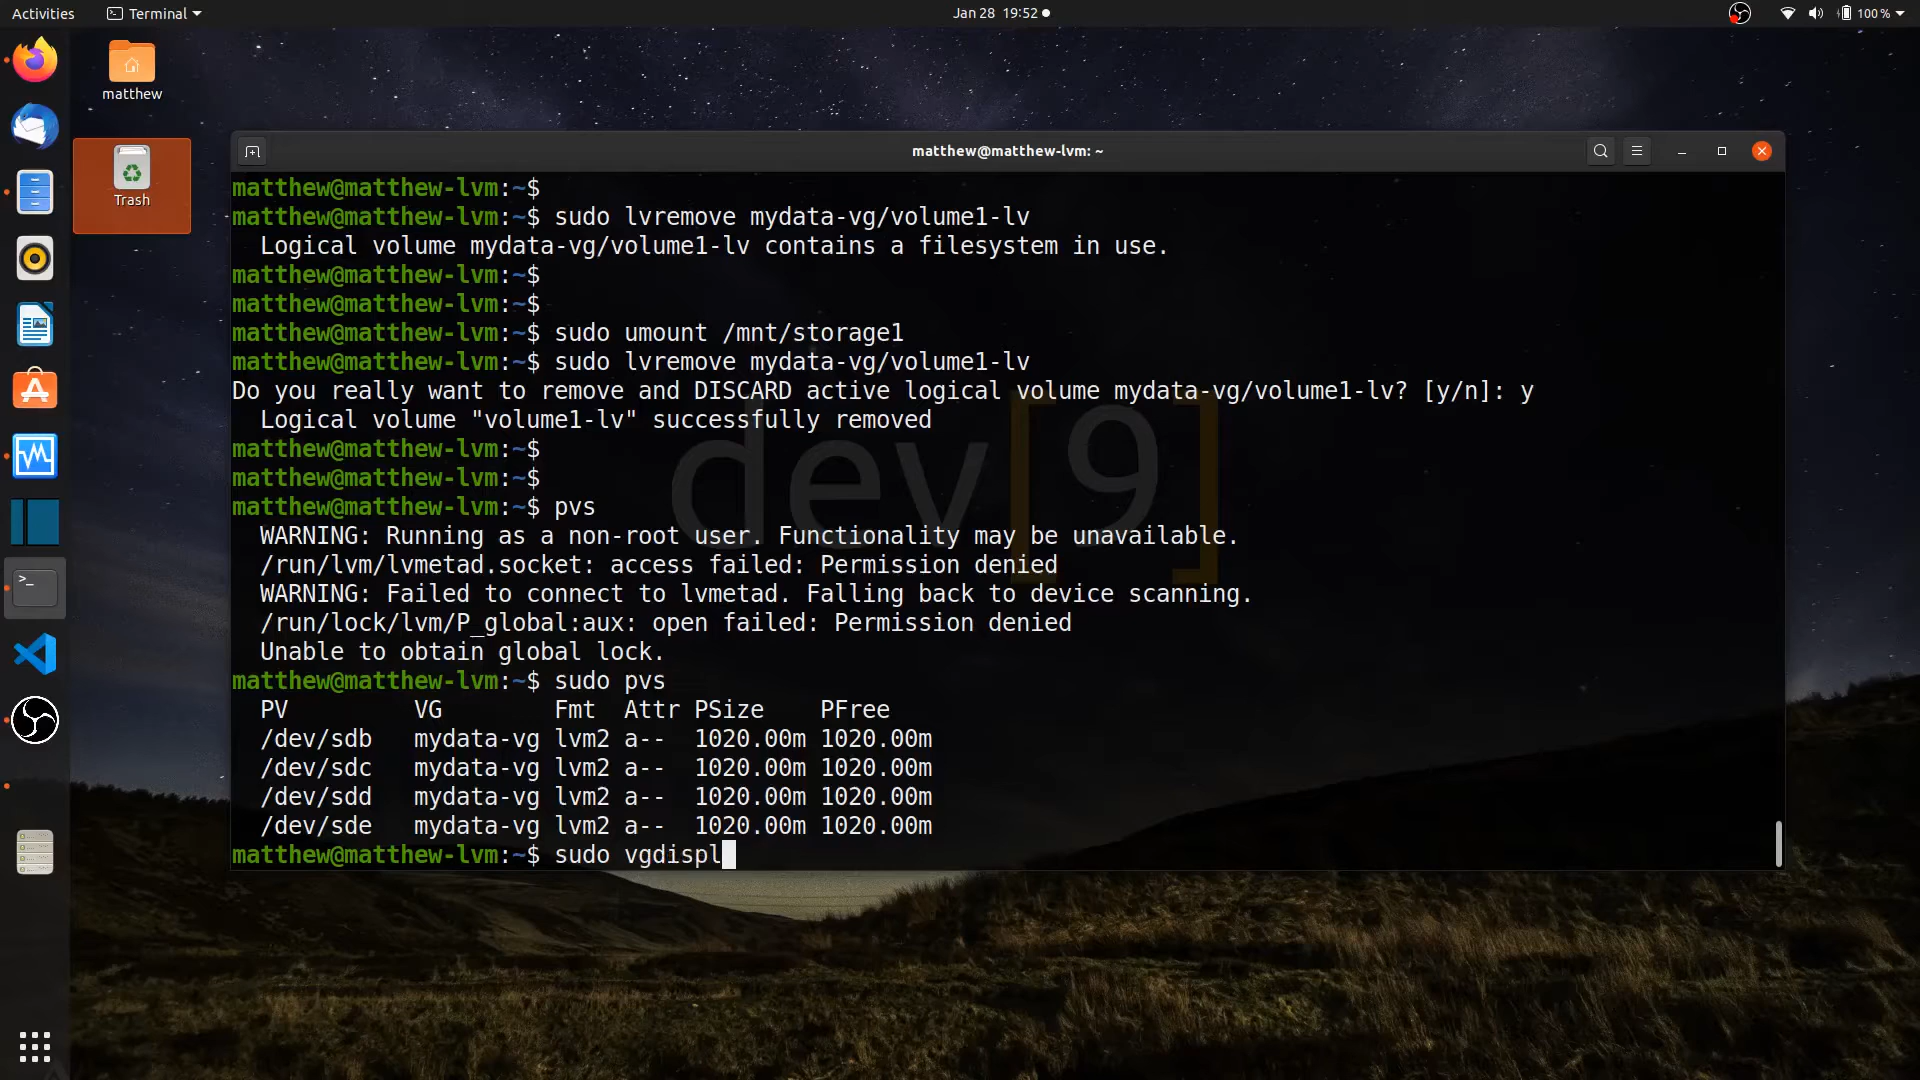 Activities
Terminal
Jan 28 19:52
100 %
matthew
Trash
matthew@matthew-lvm: ~
matthew@matthew-lvm:~$
matthew@matthew-lvm:~$ sudo lvremove mydata-vg/volume1-lv
  Logical volume mydata-vg/volume1-lv contains a filesystem in use.
matthew@matthew-lvm:~$
matthew@matthew-lvm:~$
matthew@matthew-lvm:~$ sudo umount /mnt/storage1
matthew@matthew-lvm:~$ sudo lvremove mydata-vg/volume1-lv
Do you really want to remove and DISCARD active logical volume mydata-vg/volume1-lv? [y/n]: y
  Logical volume "volume1-lv" successfully removed
matthew@matthew-lvm:~$
matthew@matthew-lvm:~$
matthew@matthew-lvm:~$ pvs
  WARNING: Running as a non-root user. Functionality may be unavailable.
  /run/lvm/lvmetad.socket: access failed: Permission denied
  WARNING: Failed to connect to lvmetad. Falling back to device scanning.
  /run/lock/lvm/P_global:aux: open failed: Permission denied
  Unable to obtain global lock.
matthew@matthew-lvm:~$ sudo pvs
  PV         VG        Fmt  Attr PSize    PFree
  /dev/sdb   mydata-vg lvm2 a--  1020.00m 1020.00m
  /dev/sdc   mydata-vg lvm2 a--  1020.00m 1020.00m
  /dev/sdd   mydata-vg lvm2 a--  1020.00m 1020.00m
  /dev/sde   mydata-vg lvm2 a--  1020.00m 1020.00m
matthew@matthew-lvm:~$ sudo vgdispl
dev[9]